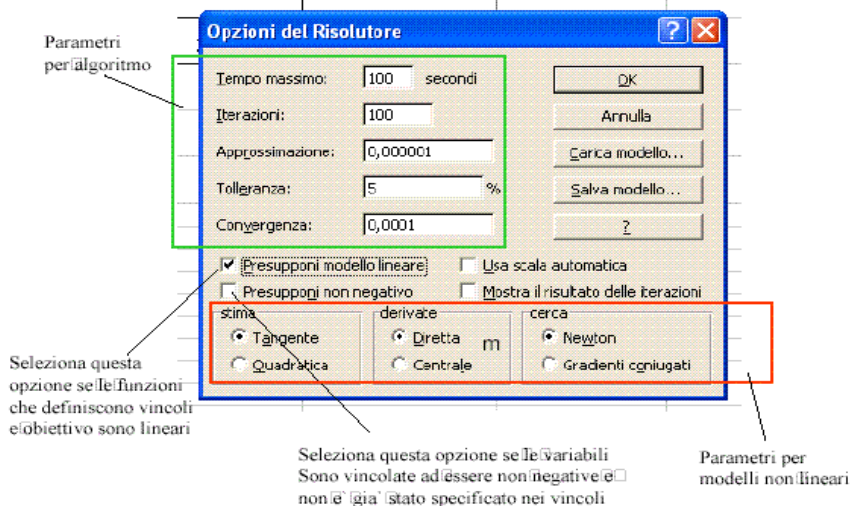 Opzioni del Risolutore
Parametri
per algoritmo
Tempo massimo: 100 secondi
Iterazioni: 100
Approssimazione: 0,000001
Tolleranza: 5 %
Convergenza: 0,0001
OK
Annulla
Carica modello...
Salva modello...
?
Presupponi modello lineare
Usa scala automatica
Presupponi non negativo
Mostra il risultato delle iterazioni
stima
derivate
cerca
Tangente
Diretta
m
Newton
Quadratica
Centrale
Gradienti coniugati
Seleziona questa
opzione se le funzioni
che definiscono vincoli
e obiettivo sono lineari
Seleziona questa opzione se le variabili
Sono vincolate ad essere non negative e
non e` gia` stato specificato nei vincoli
Parametri per
modelli non lineari